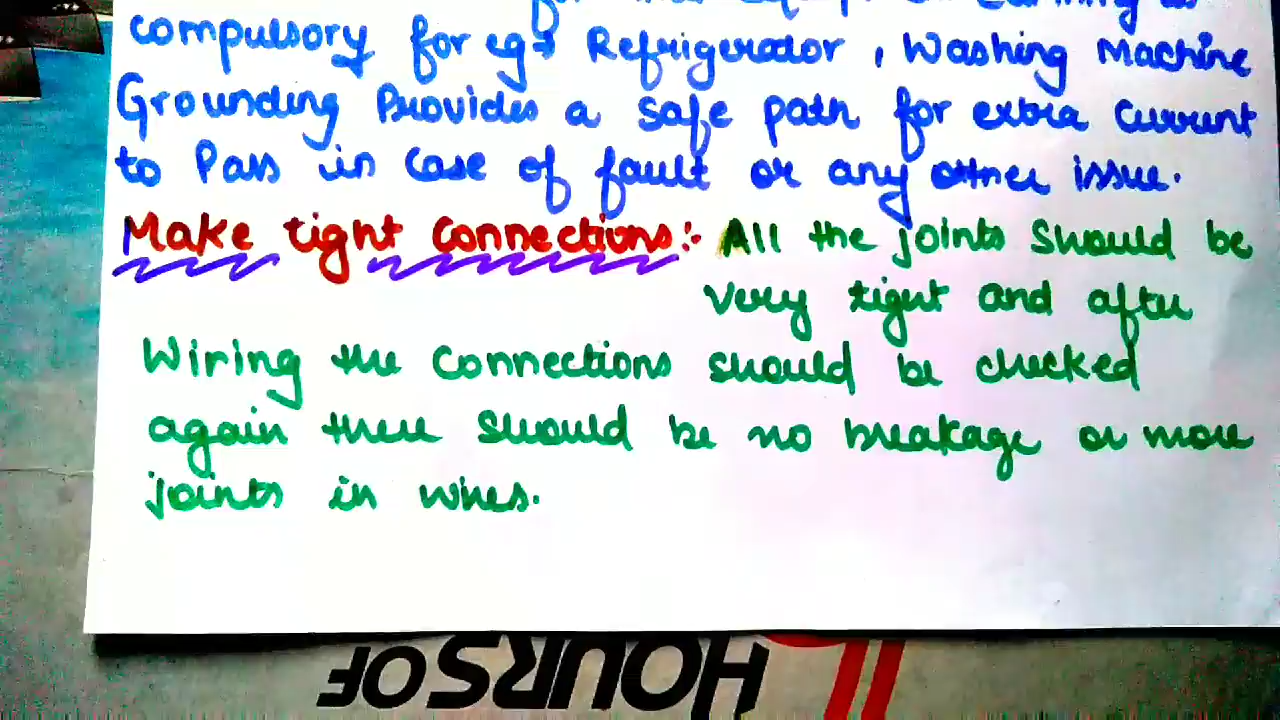 compulsory for eg→ Refrigerator, Washing Machine
Grounding Provides a safe path for extra Current
to Pass in case of fault or any other issue.
Make tight Connections:- All the joints Should be
Very tight and after
Wiring the Connections should be checked
again there should be no breakage or more
joints in wires.
HOURS OF